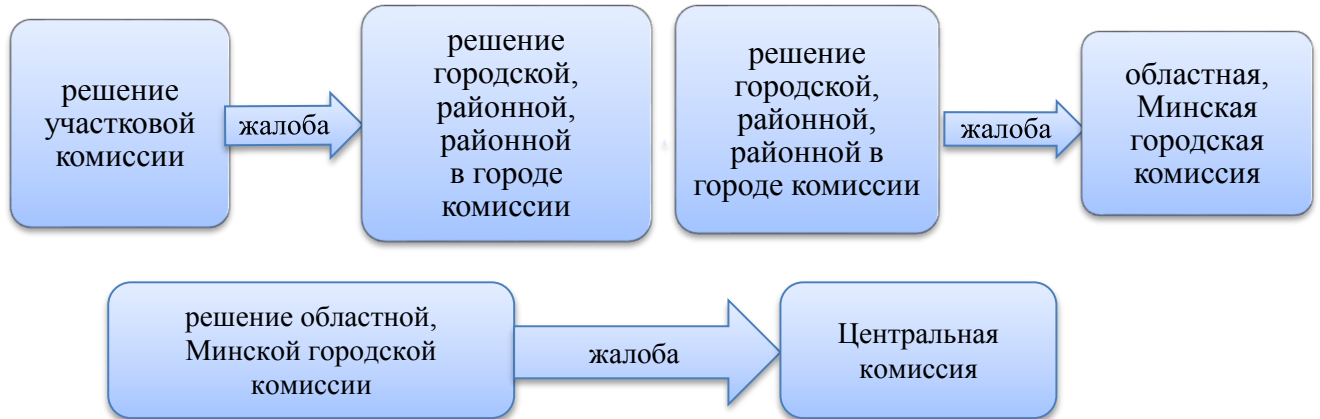 решение
участковой
комиссии
жалоба
решение
городской,
районной,
районной
в городе
комиссии
решение
городской,
районной,
районной в
городе комиссии
жалоба
областная,
Минская
городская
комиссия
решение областной,
Минской городской
комиссии
жалоба
Центральная
комиссия